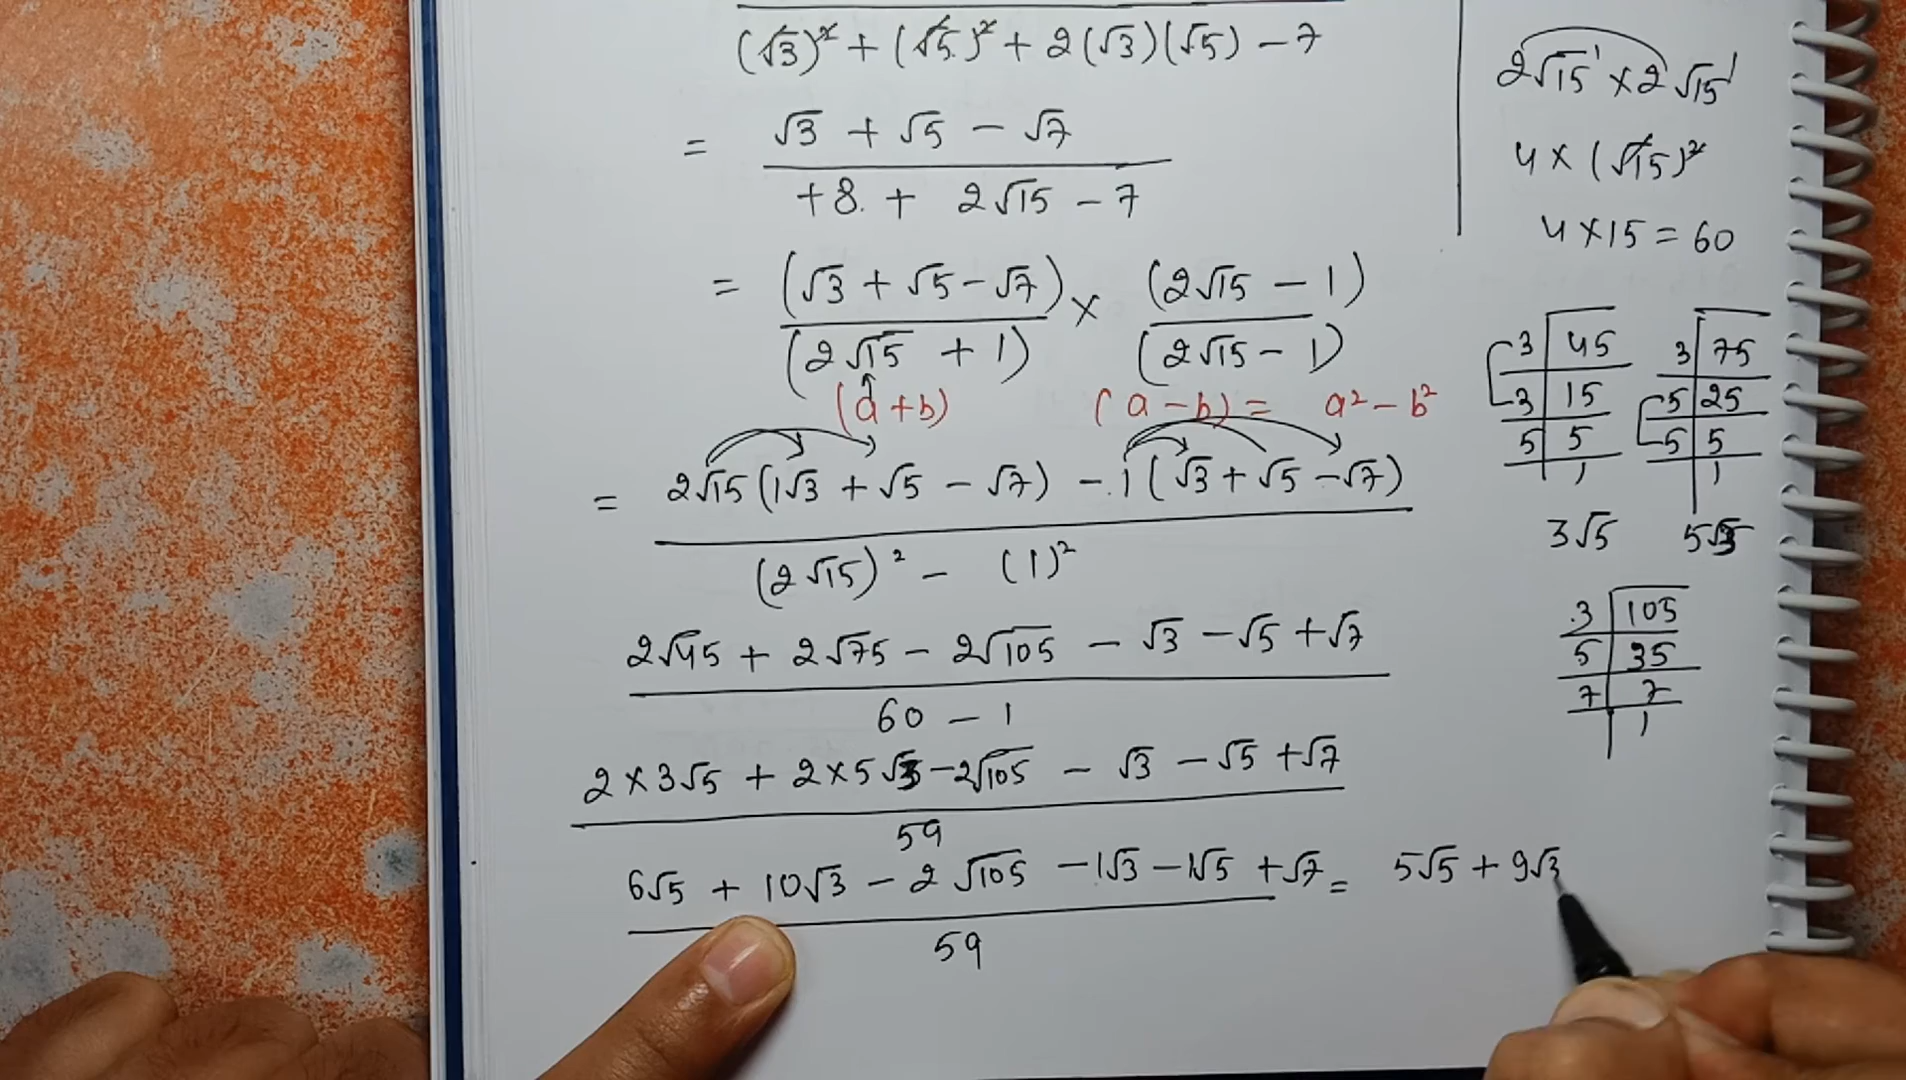 (√3)² + (√5)² + 2(√3)(√5) – 7
= √3 + √5 – √7
+8. + 2√15 – 7
= (√3 + √5 – √7) × (2√15 – 1)
(2√15 + 1) (2√15 – 1)
(a + b) (a – b) = a² – b²
= 2√15 (1√3 + √5 – √7) – 1 (√3 + √5 – √7)
(2√15)² – (1)²
2√45 + 2√75 – 2√105 – √3 – √5 + √7
60 – 1
2 × 3√5 + 2 × 5√3 – 2√105 – √3 – √5 + √7
59
6√5 + 10√3 – 2√105 – 1√3 – 1√5 + √7 = 5√5 + 9√3
59
2√15 × 2√15
4 × (√15)²
4 × 15 = 60
3 45
3 15
5 5
1
3√5
3 75
5 25
5 5
1
5√3
3 105
5 35
7 7
1